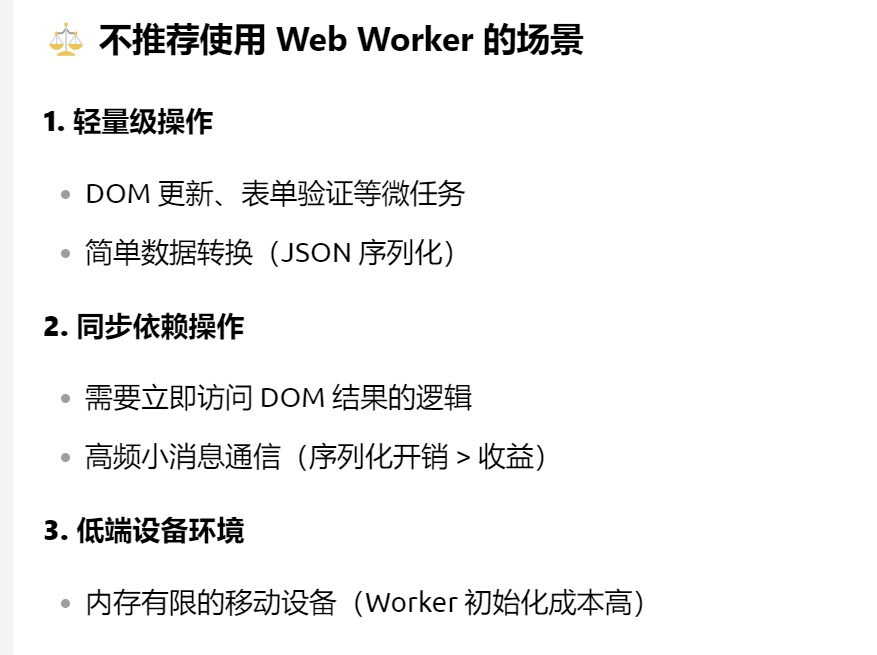 不推荐使用 Web Worker 的场景
1. 轻量级操作
DOM 更新、表单验证等微任务
简单数据转换（JSON 序列化）
2. 同步依赖操作
需要立即访问 DOM 结果的逻辑
高频小消息通信（序列化开销 > 收益）
3. 低端设备环境
内存有限的移动设备（Worker 初始化成本高）